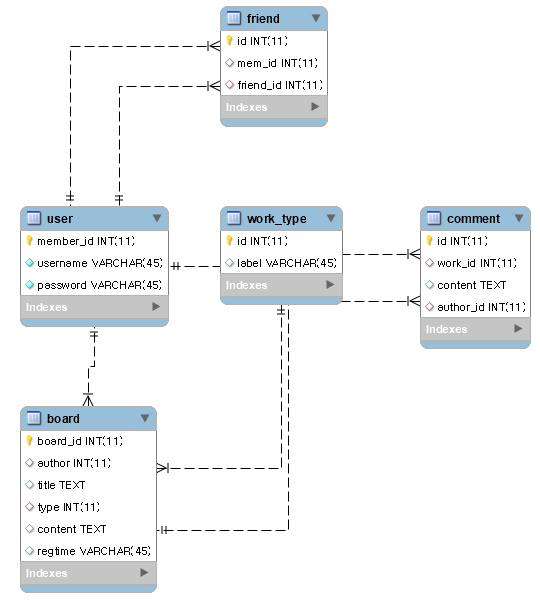 friend
id INT(11)
mem_id INT(11)
friend_id INT(11)
Indexes
user
member_id INT(11)
username VARCHAR(45)
password VARCHAR(45)
Indexes
work_type
id INT(11)
label VARCHAR(45)
Indexes
comment
id INT(11)
work_id INT(11)
content TEXT
author_id INT(11)
Indexes
board
board_id INT(11)
author INT(11)
title TEXT
type INT(11)
content TEXT
regtime VARCHAR(45)
Indexes